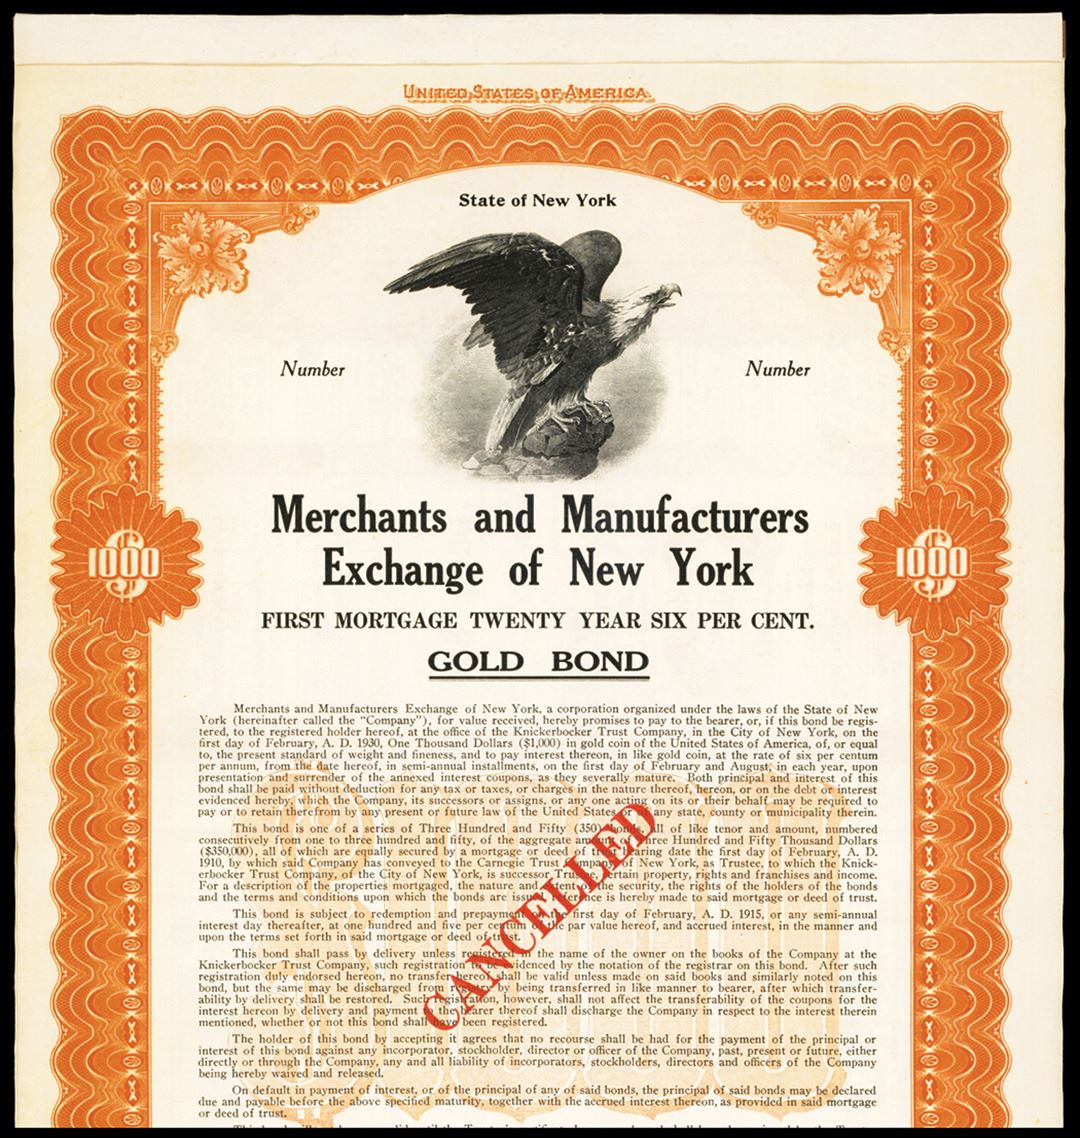 UNITED STATES OF AMERICA.
State of New York
Number
Number
Merchants and Manufacturers
Exchange of New York
1000
1000
FIRST MORTGAGE TWENTY YEAR SIX PER CENT.
GOLD BOND
Merchants and Manufacturers Exchange of New York, a corporation organized under the laws of the State of New
York (hereinafter called the "Company"), for value received, hereby promises to pay to the bearer, or, if this bond be regis-
tered, to the registered holder hereof, at the office of the Knickerbocker Trust Company, in the City of New York, on the
first day of February, A. D. 1930, One Thousand Dollars ($1,000) in gold coin of the United States of America, of, or equal
to, the present standard of weight and fineness, and to pay interest thereon, in like gold coin, at the rate of six per centum
per annum, from the date hereof, in semi-annual installments, on the first day of February and August, in each year, upon
presentation and surrender of the annexed interest coupons, as they severally mature. Both principal and interest of this
bond shall be paid without deduction for any tax or taxes, or charges in the nature thereof, hereon, or on the debt or interest
evidenced hereby, which the Company, its successors or assigns, or any one acting on its or their behalf may be required to
pay or to retain therefrom by any present or future law of the United States or any state, county or municipality therein.
This bond is one of a series of Three Hundred and Fifty (350) bonds, all of like tenor and amount, numbered
consecutively from one to three hundred and fifty, of the aggregate amount of Three Hundred and Fifty Thousand Dollars
($350,000), all of which are equally secured by a mortgage or deed of trust bearing date the first day of February, A. D.
1910, by which said Company has conveyed to the Carnegie Trust Company, of New York, as Trustee, to which the Knick-
erbocker Trust Company, of the City of New York, is successor Trustee, certain property, rights and franchises and income.
For a description of the properties mortgaged, the nature and extent of the security, the rights of the holders of the bonds
and the terms and conditions upon which the bonds are issued, reference is hereby made to said mortgage or deed of trust.
This bond is subject to redemption and prepayment on the first day of February, A. D. 1915, or any semi-annual
interest day thereafter, at one hundred and five per centum of the par value hereof, and accrued interest, in the manner and
upon the terms set forth in said mortgage or deed of trust.
This bond shall pass by delivery unless registered in the name of the owner on the books of the Company at the
Knickerbocker Trust Company, such registration to be evidenced by the notation of the registrar on this bond. After such
registration duly endorsed hereon, no transfer hereof shall be valid unless made on said books and similarly noted on this
bond, but the same may be discharged from registry by being transferred in like manner to bearer, after which transfer-
ability by delivery shall be restored. Such registration, however, shall not affect the transferability of the coupons for the
interest hereon by delivery and payment to the bearer thereof shall discharge the Company in respect to the interest therein
mentioned, whether or not this bond shall have been registered.
The holder of this bond by accepting it agrees that no recourse shall be had for the payment of the principal or
interest of this bond against any incorporator, stockholder, director or officer of the Company, past, present or future, either
directly or through the Company, any and all liability of incorporators, stockholders, directors and officers of the Company
being hereby waived and released.
On default in payment of interest, or of the principal of any of said bonds, the principal of said bonds may be declared
due and payable before the above specified maturity, together with the accrued interest thereon, as provided in said mortgage
or deed of trust.
CANCELLED